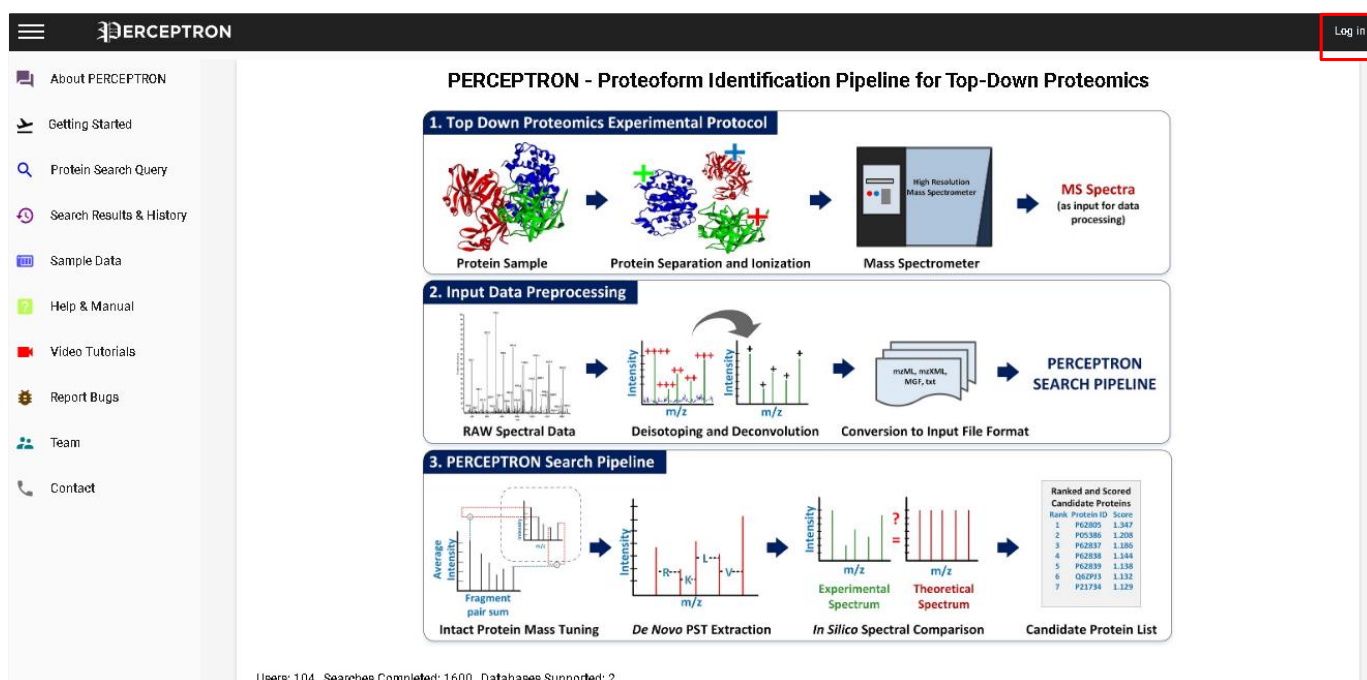 PERCEPTRON
Log in
About PERCEPTRON
Getting Started
Protein Search Query
Search Results & History
Sample Data
Help & Manual
Video Tutorials
Report Bugs
Team
Contact
PERCEPTRON - Proteoform Identification Pipeline for Top-Down Proteomics
1. Top Down Proteomics Experimental Protocol
High Resolution
Mass Spectrometer
MS Spectra
(as input for data
processing)
Protein Sample
Protein Separation and Ionization
Mass Spectrometer
2. Input Data Preprocessing
Intensity
m/z
Intensity
m/z
mzML, mzXML,
MGF, txt
PERCEPTRON
SEARCH PIPELINE
RAW Spectral Data
Deisotoping and Deconvolution
Conversion to Input File Format
3. PERCEPTRON Search Pipeline
Average
Intensity
Intensity
m/z
Fragment
pair sum
Intensity
R
K
L
V
m/z
Intensity
m/z
?
=
m/z
Experimental
Spectrum
Theoretical
Spectrum
Ranked and Scored
Candidate Proteins
Rank Protein ID Score
1 P62805 1.347
2 P05386 1.208
3 P62837 1.186
4 P62838 1.144
5 P62839 1.138
6 Q6ZPJ3 1.132
7 P21734 1.129
Intact Protein Mass Tuning
De Novo PST Extraction
In Silico Spectral Comparison
Candidate Protein List
Users: 104 Searches Completed: 1600 Databases Supported: 2